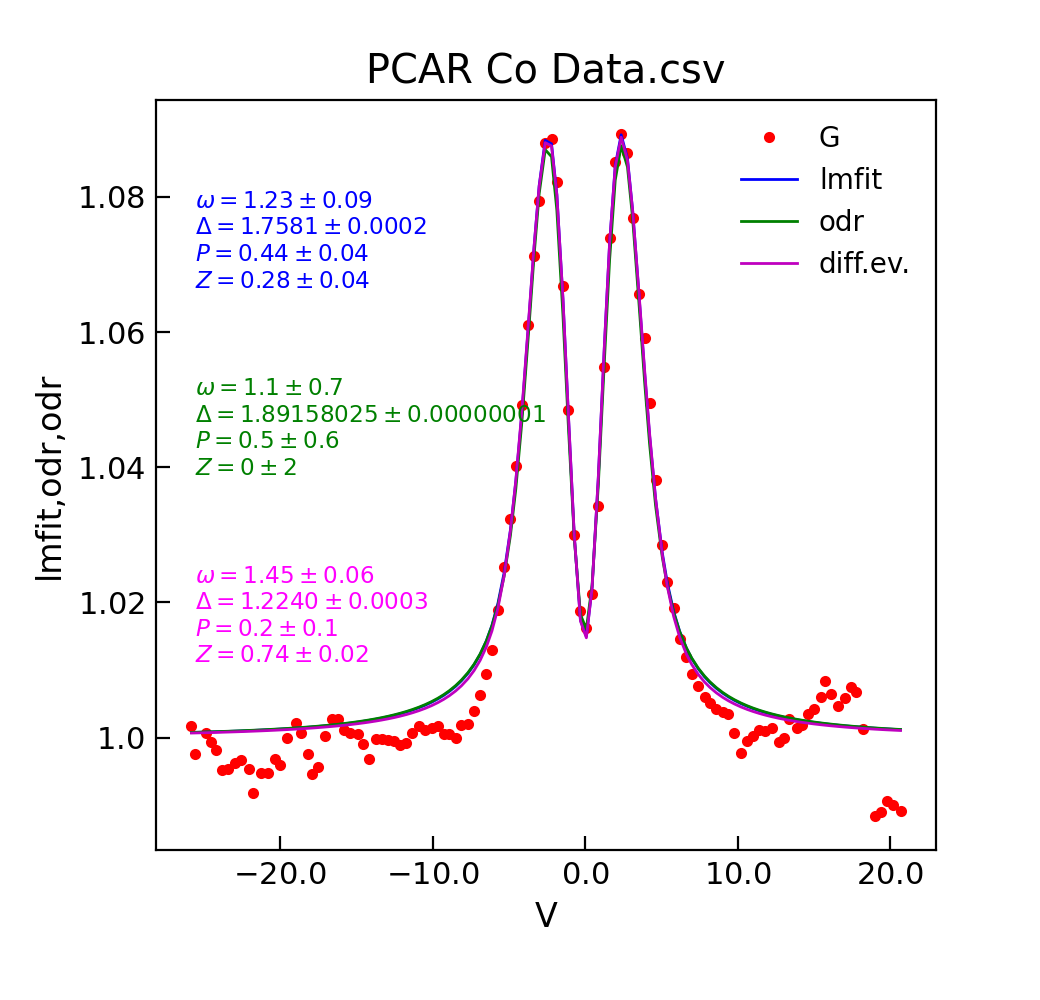 PCAR Co Data.csv
G
lmfit
odr
diff.ev.
ω = 1.23 ± 0.09
Δ = 1.7581 ± 0.0002
P = 0.44 ± 0.04
Z = 0.28 ± 0.04
ω = 1.1 ± 0.7
Δ = 1.89158025 ± 0.00000001
P = 0.5 ± 0.6
Z = 0 ± 2
ω = 1.45 ± 0.06
Δ = 1.2240 ± 0.0003
P = 0.2 ± 0.1
Z = 0.74 ± 0.02
1.08
1.06
1.04
1.02
1.0
lmfit,odr,odr
−20.0
−10.0
0.0
10.0
20.0
V